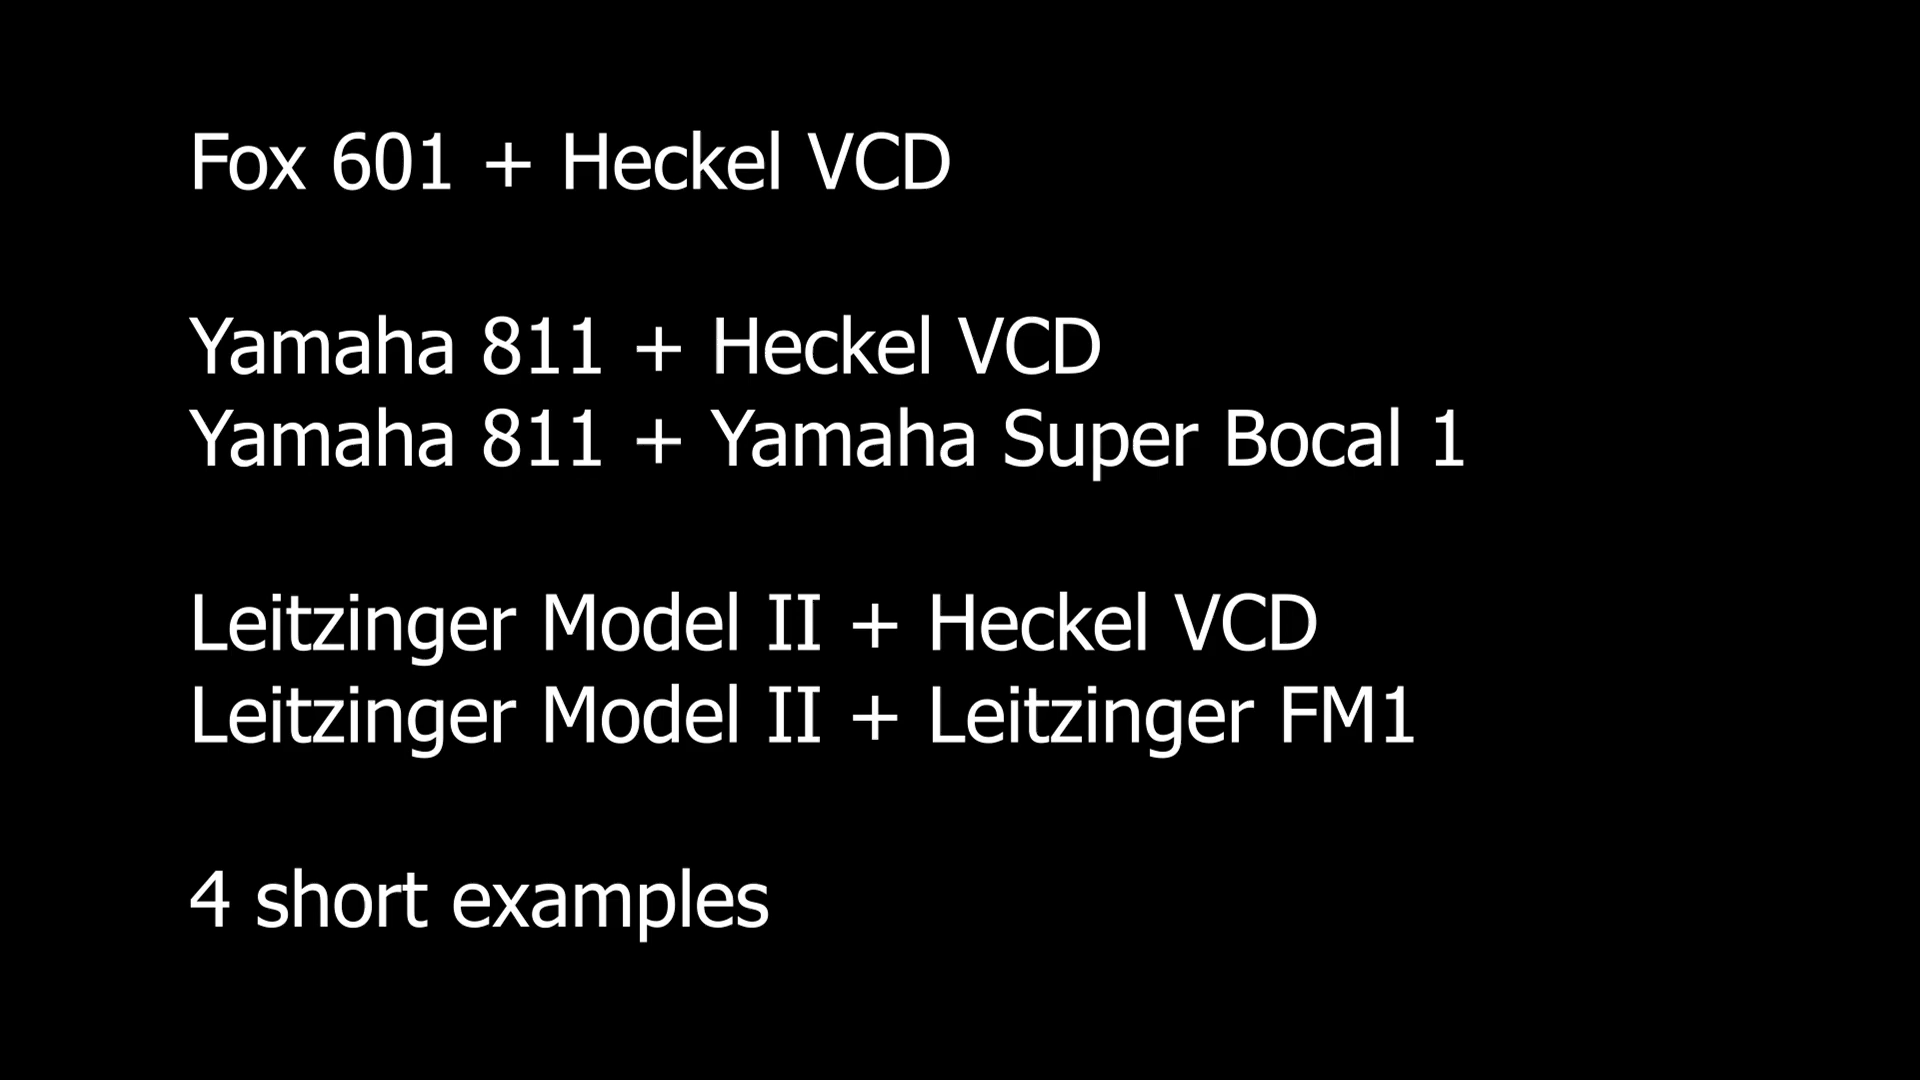 Fox 601 + Heckel VCD
Yamaha 811 + Heckel VCD
Yamaha 811 + Yamaha Super Bocal 1
Leitzinger Model II + Heckel VCD
Leitzinger Model II + Leitzinger FM1
4 short examples